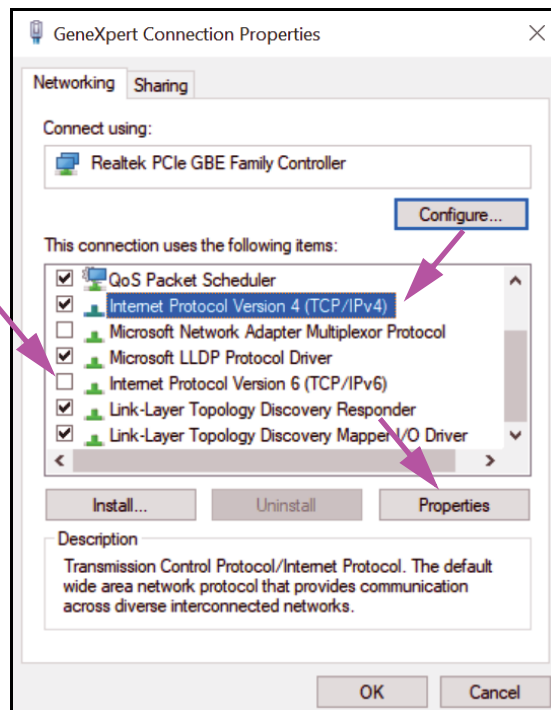 GeneXpert Connection Properties
Networking
Sharing
Connect using:
Realtek PCIe GBE Family Controller
Configure...
This connection uses the following items:
QoS Packet Scheduler
Internet Protocol Version 4 (TCP/IPv4)
Microsoft Network Adapter Multiplexor Protocol
Microsoft LLDP Protocol Driver
Internet Protocol Version 6 (TCP/IPv6)
Link-Layer Topology Discovery Responder
Link-Layer Topology Discovery Mapper I/O Driver
Install...
Uninstall
Properties
Description
Transmission Control Protocol/Internet Protocol. The default
wide area network protocol that provides communication
across diverse interconnected networks.
OK
Cancel